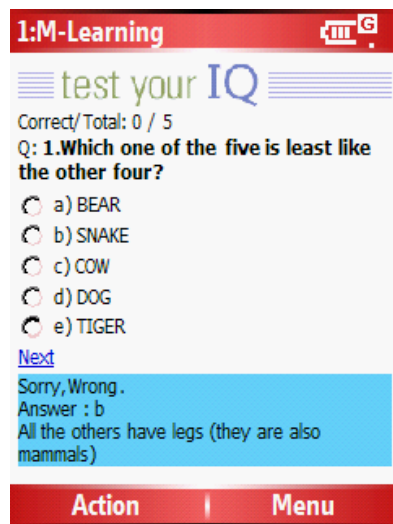 1:M-Learning G
test your IQ
Correct/Total: 0 / 5
Q: 1.Which one of the five is least like
the other four?
a) BEAR
b) SNAKE
c) COW
d) DOG
e) TIGER
Next
Sorry,Wrong.
Answer : b
All the others have legs (they are also
mammals)
Action Menu